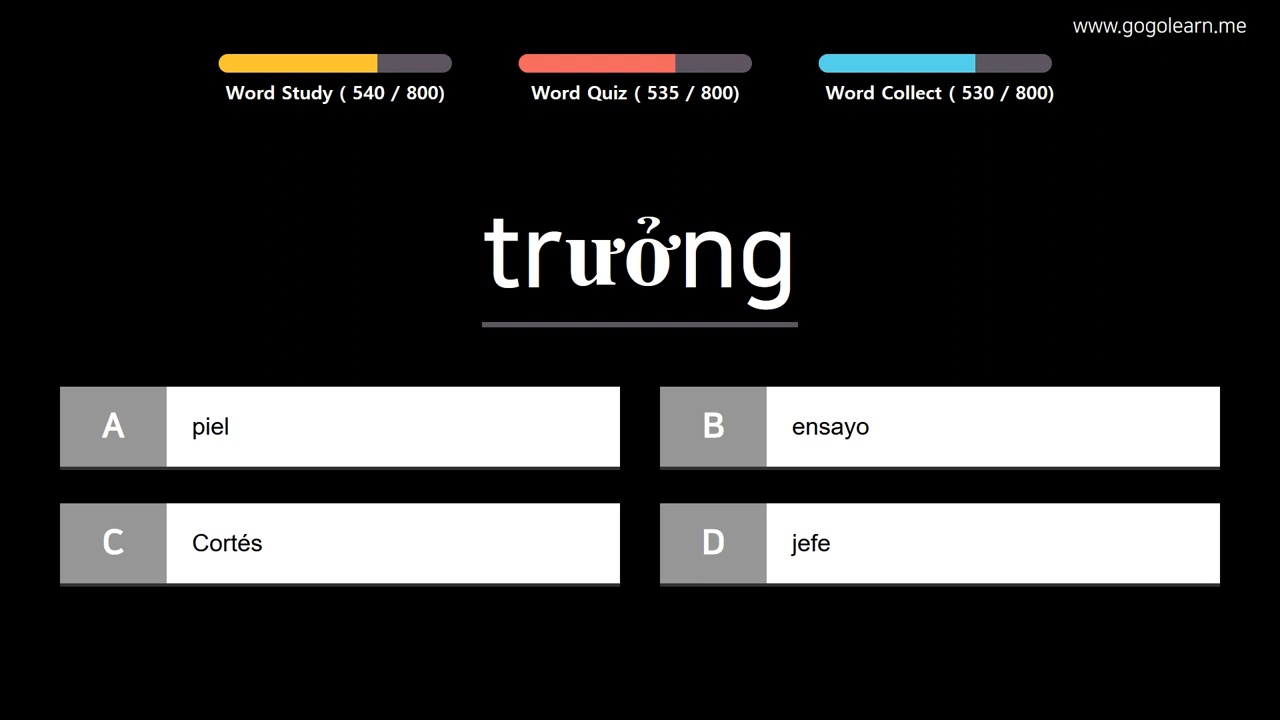 www.gogolearn.me
Word Study ( 540 / 800)
Word Quiz ( 535 / 800)
Word Collect ( 530 / 800)
trưởng
A piel
B ensayo
C Cortés
D jefe